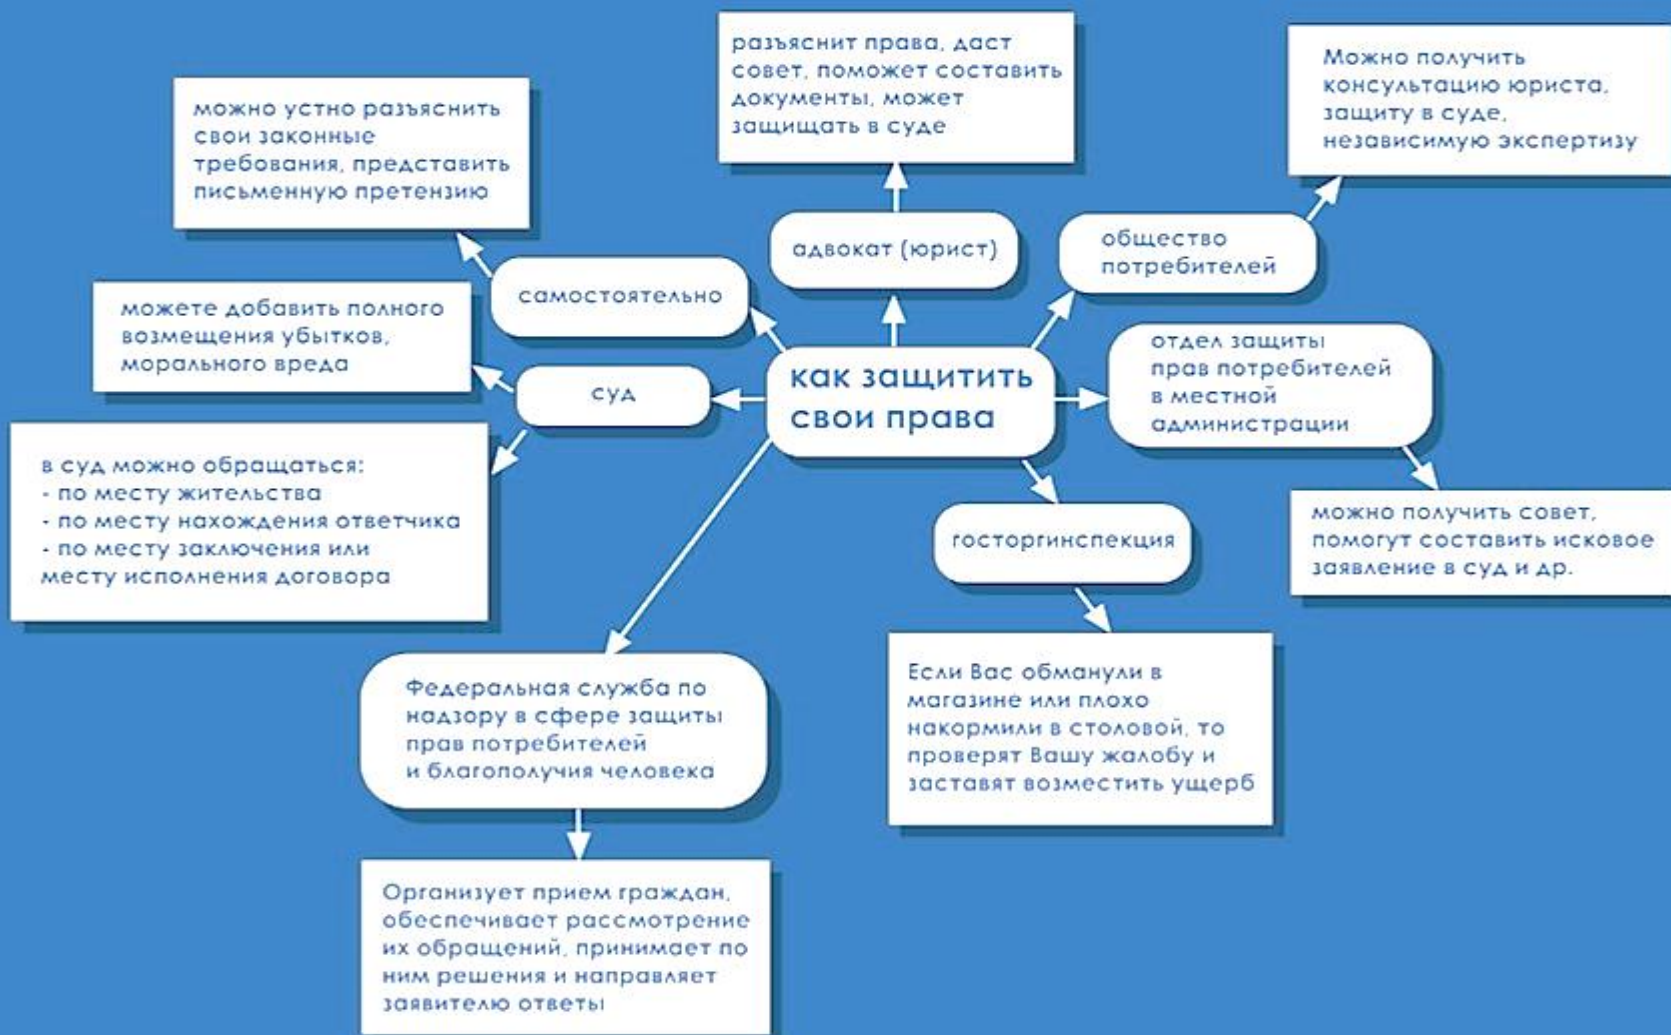 разъяснит права, даст
совет, поможет составить
документы, может
защищать в суде
Можно получить
консультацию юриста,
защиту в суде,
независимую экспертизу
можно устно разъяснить
свои законные
требования, представить
письменную претензию
адвокат (юрист)
общество
потребителей
самостоятельно
можете добавить полного
возмещения убытков,
морального вреда
отдел защиты
прав потребителей
в местной
администрации
как защитить
свои права
суд
в суд можно обращаться:
- по месту жительства
- по месту нахождения ответчика
- по месту заключения или
месту исполнения договора
госторгинспекция
можно получить совет,
помогут составить исковое
заявление в суд и др.
Федеральная служба по
надзору в сфере защиты
прав потребителей
и благополучия человека
Если Вас обманули в
магазине или плохо
накормили в столовой, то
проверят Вашу жалобу и
заставят возместить ущерб
Организует прием граждан,
обеспечивает рассмотрение
их обращений, принимает по
ним решения и направляет
заявителю ответы